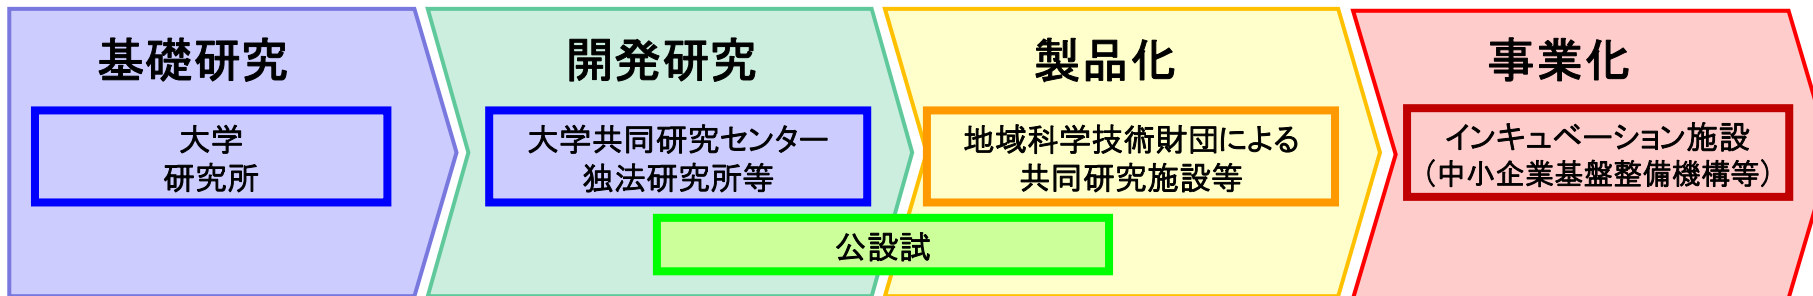 基礎研究
大学
研究所
開発研究
大学共同研究センター
独法研究所等
製品化
地域科学技術財団による
共同研究施設等
公設試
事業化
インキュベーション施設
（中小企業基盤整備機構等）